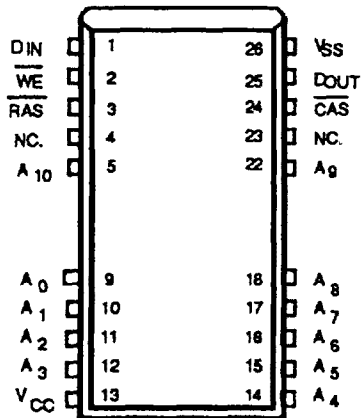 DIN 1 26 VSS
WE 2 25 DOUT
RAS 3 24 CAS
NC. 4 23 NC.
A10 5 22 A9
A0 9 18 A8
A1 10 17 A7
A2 11 16 A6
A3 12 15 A5
VCC 13 14 A4